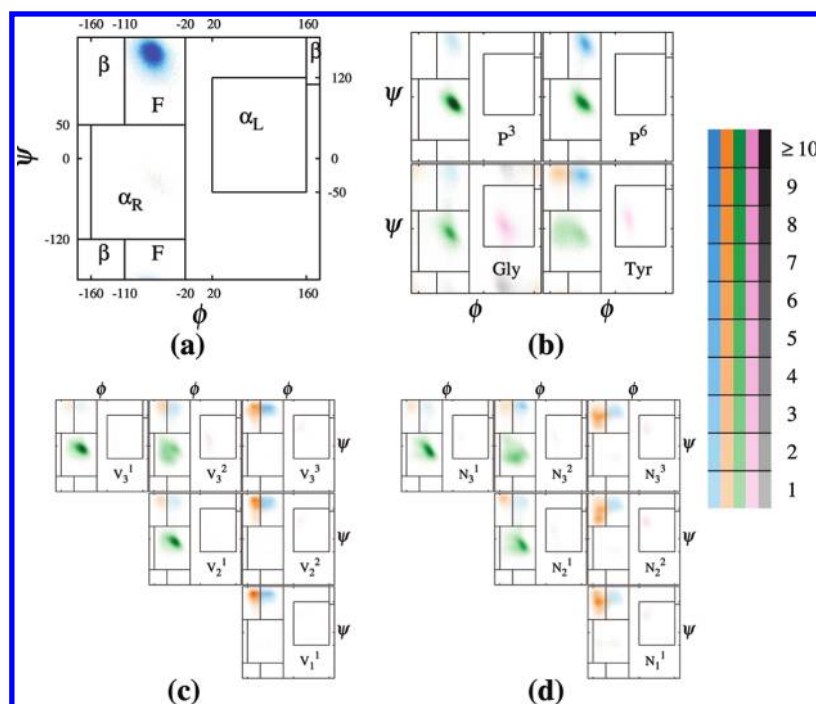 -160 -110 -20 20 160
β β
120
F
α_L
50
ψ 0 0
-50
α_R
-120
β F
-160 -110 -20 20 160
ϕ
(a)
ψ P³ P⁶
ψ Gly Tyr
ϕ ϕ
(b)
≥ 10
9
8
7
6
5
4
3
2
1
ϕ ϕ ϕ
V₃¹ V₃² V₃³ ψ
V₂¹ V₂² ψ
V₁¹ ψ
(c)
ϕ ϕ ϕ
N₃¹ N₃² N₃³ ψ
N₂¹ N₂² ψ
N₁¹ ψ
(d)